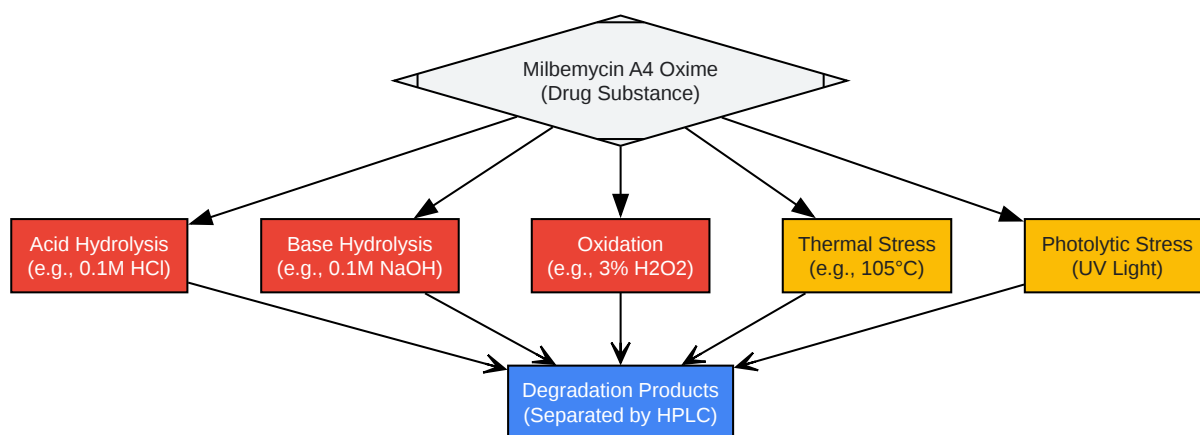 Milbemycin A4 Oxime
(Drug Substance)
Acid Hydrolysis
(e.g., 0.1M HCl)
Base Hydrolysis
(e.g., 0.1M NaOH)
Oxidation
(e.g., 3% H2O2)
Thermal Stress
(e.g., 105°C)
Photolytic Stress
(UV Light)
Degradation Products
(Separated by HPLC)